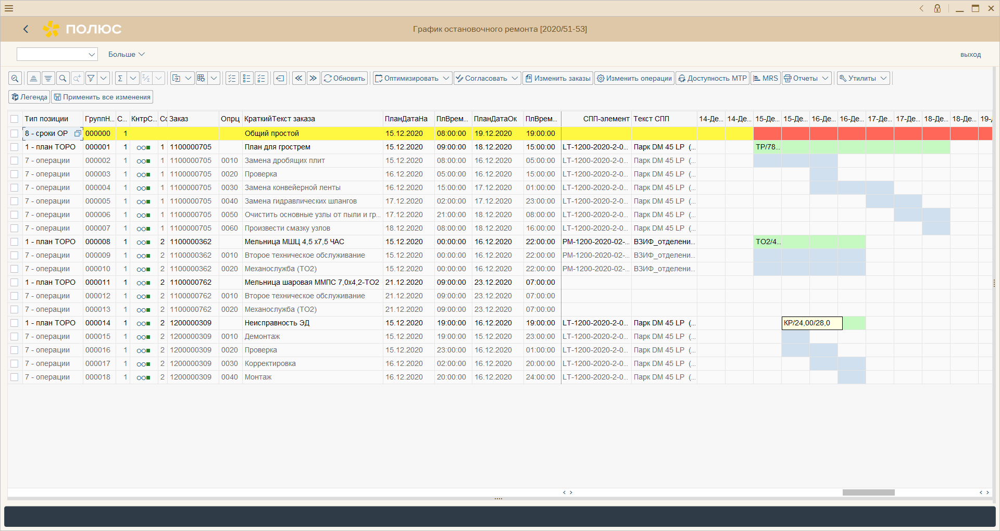 ПОЛЮС
График остановочного ремонта [2020/51-53]
Больше
выход
Обновить Оптимизировать Согласовать Изменить заказы Изменить операции Доступность МТР MRS Отчеты Утилиты
Легенда Применить все изменения
Тип позиции ГруппН... С... КнтрС... Сс Заказ Опрц КраткийТекст заказа ПланДатаНа ПлВрем... ПланДатаОк ПлВрем... СПП-элемент Текст СПП 14-Де... 14-Де... 15-Де... 15-Де... 16-Де... 16-Де... 17-Де... 17-Де... 18-Де... 18-Де... 19-Д
8 - сроки ОР 000000 1 Общий простой 15.12.2020 08:00:00 19.12.2020 19:00:00
1 - план ТОРО 000001 1 1 1100000705 План для грострем 15.12.2020 09:00:00 18.12.2020 15:00:00 LT-1200-2020-2-0... Парк DM 45 LP (... ТР/78...
7 - операции 000002 1 1 1100000705 0010 Замена дробящих плит 15.12.2020 08:00:00 16.12.2020 05:00:00 LT-1200-2020-2-0... Парк DM 45 LP (...
7 - операции 000003 1 1 1100000705 0020 Проверка 16.12.2020 05:00:00 16.12.2020 15:00:00 LT-1200-2020-2-0... Парк DM 45 LP (...
7 - операции 000004 1 1 1100000705 0030 Замена конвейерной ленты 16.12.2020 15:00:00 17.12.2020 01:00:00 LT-1200-2020-2-0... Парк DM 45 LP (...
7 - операции 000005 1 1 1100000705 0040 Замена гидравлических шлангов 17.12.2020 02:00:00 17.12.2020 23:00:00 LT-1200-2020-2-0... Парк DM 45 LP (...
7 - операции 000006 1 1 1100000705 0050 Очистить основные узлы от пыли и гр... 17.12.2020 21:00:00 18.12.2020 08:00:00 LT-1200-2020-2-0... Парк DM 45 LP (...
7 - операции 000007 1 1 1100000705 0060 Произвести смазку узлов 18.12.2020 08:00:00 18.12.2020 16:00:00 LT-1200-2020-2-0... Парк DM 45 LP (...
1 - план ТОРО 000008 1 2 1100000362 Мельница МШЦ 4,5 х7,5 ЧАС 15.12.2020 00:00:00 16.12.2020 22:00:00 PM-1200-2020-02-... ВЗИФ_отделени... ТО2/4...
7 - операции 000009 1 2 1100000362 0010 Второе техническое обслуживание 15.12.2020 00:00:00 16.12.2020 22:00:00 PM-1200-2020-02-... ВЗИФ_отделени...
7 - операции 000010 1 2 1100000362 0020 Механослужба (ТО2) 15.12.2020 00:00:00 16.12.2020 22:00:00 PM-1200-2020-02-... ВЗИФ_отделени...
1 - план ТОРО 000011 1 2 1100000762 Мельница шаровая ММПС 7,0х4,2-ТО2 21.12.2020 09:00:00 23.12.2020 07:00:00
7 - операции 000012 1 2 1100000762 0010 Второе техническое обслуживание 21.12.2020 09:00:00 23.12.2020 07:00:00
7 - операции 000013 1 2 1100000762 0020 Механослужба (ТО2) 21.12.2020 09:00:00 23.12.2020 07:00:00
1 - план ТОРО 000014 1 2 1200000309 Неисправность ЭД 15.12.2020 19:00:00 16.12.2020 19:00:00 LT-1200-2020-2-0... Парк DM 45 LP (... КР/24,00/28,0
7 - операции 000015 1 2 1200000309 0010 Демонтаж 15.12.2020 19:00:00 15.12.2020 23:00:00 LT-1200-2020-2-0... Парк DM 45 LP (...
7 - операции 000016 1 2 1200000309 0020 Проверка 15.12.2020 23:00:00 16.12.2020 01:00:00 LT-1200-2020-2-0... Парк DM 45 LP (...
7 - операции 000017 1 2 1200000309 0030 Корректировка 16.12.2020 02:00:00 16.12.2020 20:00:00 LT-1200-2020-2-0... Парк DM 45 LP (...
7 - операции 000018 1 2 1200000309 0040 Монтаж 16.12.2020 20:00:00 16.12.2020 24:00:00 LT-1200-2020-2-0... Парк DM 45 LP (...